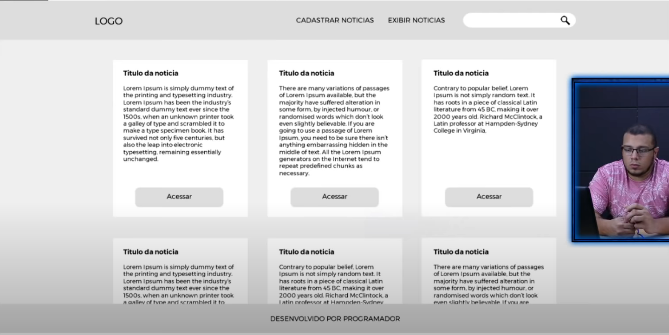 LOGO
CADASTRAR NOTICIAS EXIBIR NOTICIAS
Titulo da noticia
Lorem Ipsum is simply dummy text of
the printing and typesetting industry.
Lorem Ipsum has been the industry's
standard dummy text ever since the
1500s, when an unknown printer took
a galley of type and scrambled it to
make a type specimen book. It has
survived not only five centuries, but
also the leap into electronic
typesetting, remaining essentially
unchanged.
Acessar
Titulo da noticia
There are many variations of passages
of Lorem Ipsum available, but the
majority have suffered alteration in
some form, by injected humour, or
randomised words which don't look
even slightly believable. If you are
going to use a passage of Lorem
Ipsum, you need to be sure there isn't
anything embarrassing hidden in the
middle of text. All the Lorem Ipsum
generators on the Internet tend to
repeat predefined chunks as
necessary.
Acessar
Titulo da noticia
Contrary to popular belief, Lorem
Ipsum is not simply random text. It
has roots in a piece of classical Latin
literature from 45 BC, making it over
2000 years old. Richard McClintock, a
Latin professor at Hampden-Sydney
College in Virginia,
Acessar
Titulo da noticia
Lorem Ipsum is simply dummy text of
the printing and typesetting industry.
Lorem Ipsum has been the industry's
standard dummy text ever since the
1500s, when an unknown printer took
a galley of type and scrambled it to
Titulo da noticia
Contrary to popular belief, Lorem
Ipsum is not simply random text. It
has roots in a piece of classical Latin
literature from 45 BC, making it over
2000 years old. Richard McClintock, a
Latin professor at Hampden-Sydney
Titulo da noticia
There are many variations of passages
of Lorem Ipsum available, but the
majority have suffered alteration in
some form, by injected humour, or
randomised words which don't look
even slightly believable. If you are
DESENVOLVIDO POR PROGRAMADOR